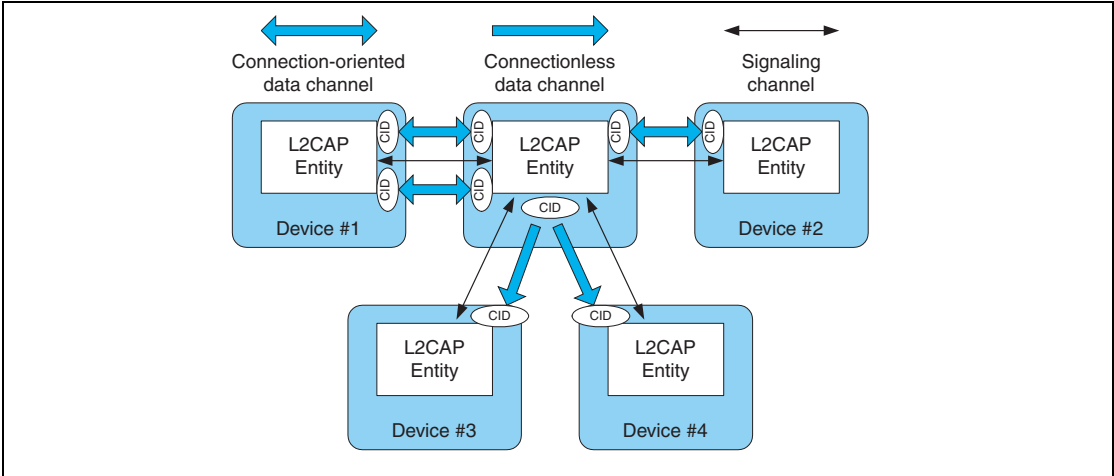 Connection-oriented
data channel
Connectionless
data channel
Signaling
channel
CID
CID
CID
CID
CID
CID
L2CAP
Entity
L2CAP
Entity
L2CAP
Entity
Device #1
CID
Device #2
CID
CID
L2CAP
Entity
L2CAP
Entity
Device #3
Device #4